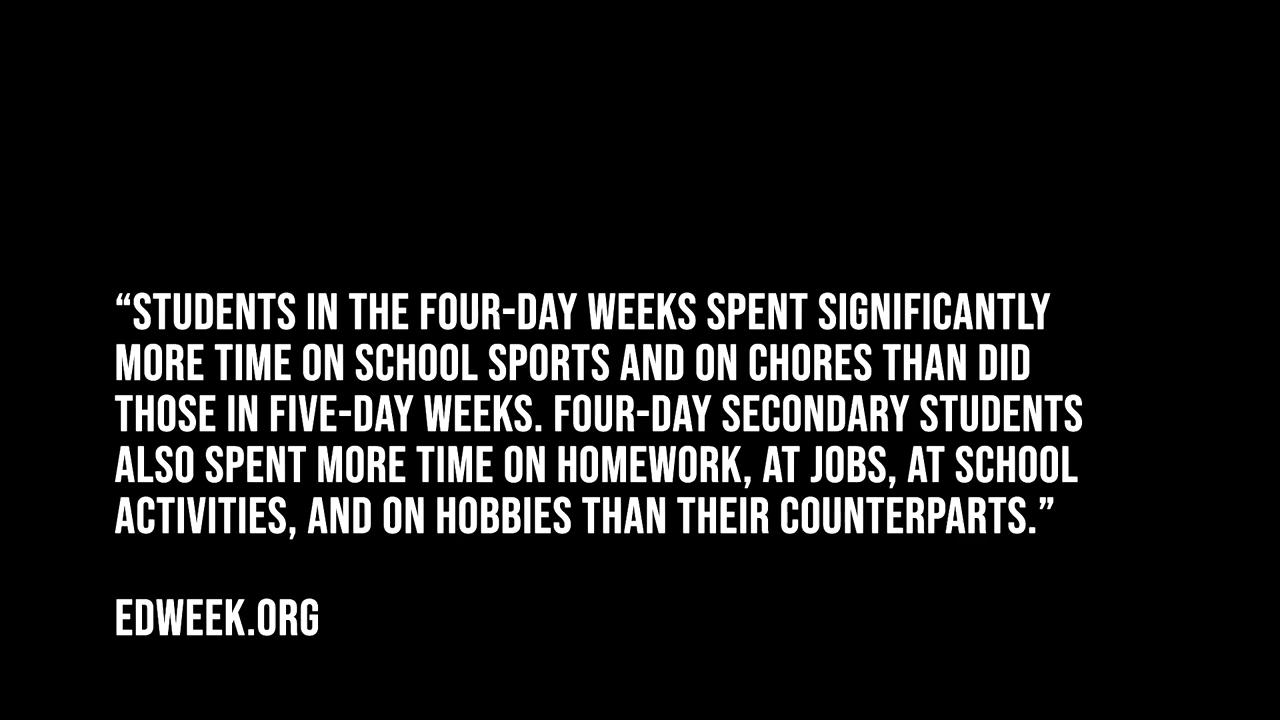 “STUDENTS IN THE FOUR-DAY WEEKS SPENT SIGNIFICANTLY
MORE TIME ON SCHOOL SPORTS AND ON CHORES THAN DID
THOSE IN FIVE-DAY WEEKS. FOUR-DAY SECONDARY STUDENTS
ALSO SPENT MORE TIME ON HOMEWORK, AT JOBS, AT SCHOOL
ACTIVITIES, AND ON HOBBIES THAN THEIR COUNTERPARTS.”
EDWEEK.ORG